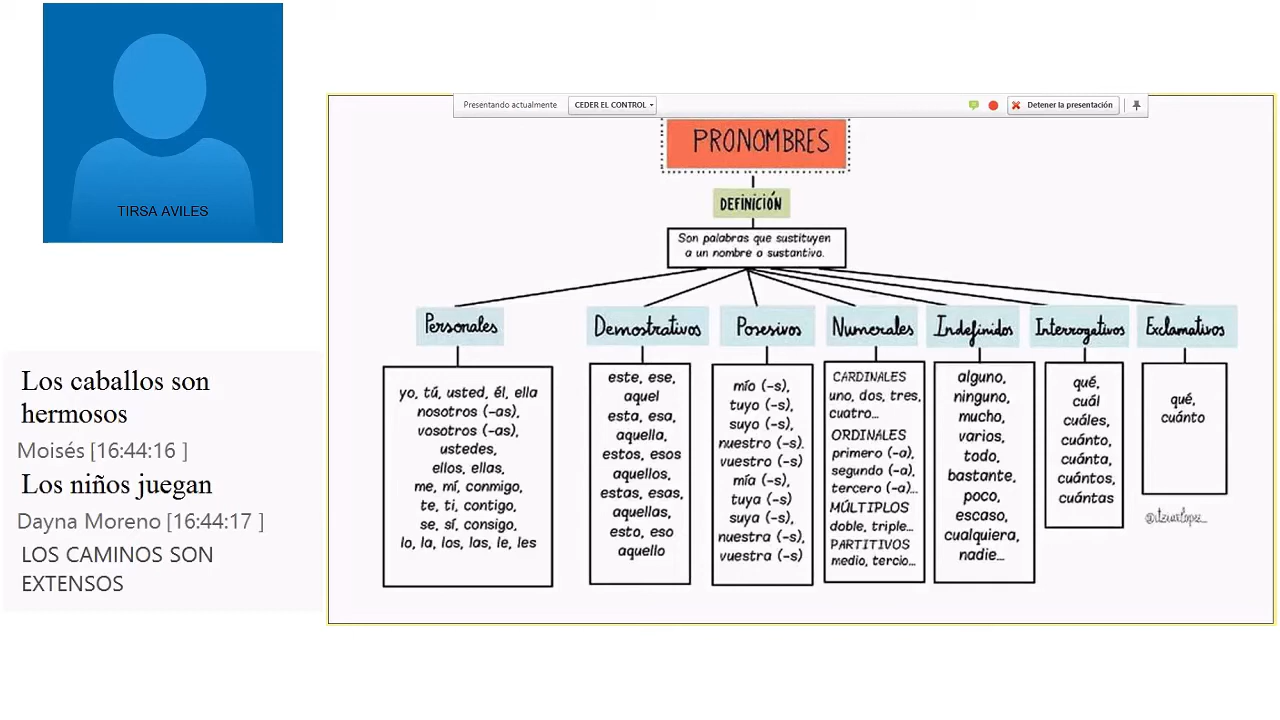 TIRSA AVILES
Los caballos son
hermosos
Moisés [16:44:16 ]
Los niños juegan
Dayna Moreno [16:44:17 ]
LOS CAMINOS SON
EXTENSOS
Presentando actualmente
CEDER EL CONTROL
Detener la presentación
PRONOMBRES
DEFINICIÓN
Son palabras que sustituyen
a un nombre o sustantivo.
Personales
yo, tú, usted, él, ella
nosotros (-as)
vosotros (-as),
ustedes,
ellos, ellas,
me, mí, conmigo,
te, ti, contigo,
se, sí, consigo,
lo, la, los, las, le, les
Demostrativos
este, ese,
aquel
esta, esa,
aquella,
estos, esos
aquellos,
estas, esas,
aquellas,
esto, eso
aquello
Posesivos
mío (-s),
tuyo (-s),
suyo (-s),
nuestro (-s).
vuestro (-s)
mía (-s),
tuya (-s)
suya (-s),
nuestra (-s)
vuestra (-s)
Numerales
CARDINALES
uno, dos, tres,
cuatro...
ORDINALES
primero (-a)
segundo (-a)
tercero (-a)...
MÚLTIPLOS
doble, triple...
PARTITIVOS
medio, tercio...
Indefinidos
alguno,
ninguno,
mucho,
varios,
todo,
bastante,
poco,
escaso,
cualquiera,
nadie...
Interrogativos
qué,
cuál
cuáles,
cuánto,
cuánta,
cuántos,
cuántas
Exclamativos
qué,
cuánto
@itziarlopez_